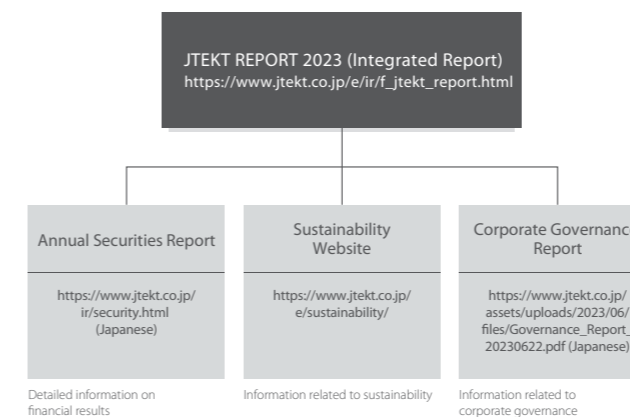 JTEKT REPORT 2023 (Integrated Report)
https://www.jtekt.co.jp/e/ir/f_jtekt_report.html
Annual Securities Report
https://www.jtekt.co.jp/
ir/security.html
(Japanese)
Detailed information on
financial results
Sustainability
Website
https://www.jtekt.co.jp/
e/sustainability/
Information related to sustainability
Corporate Governance
Report
https://www.jtekt.co.jp/
assets/uploads/2023/06/
files/Governance_Report_
20230622.pdf (Japanese)
Information related to
corporate governance